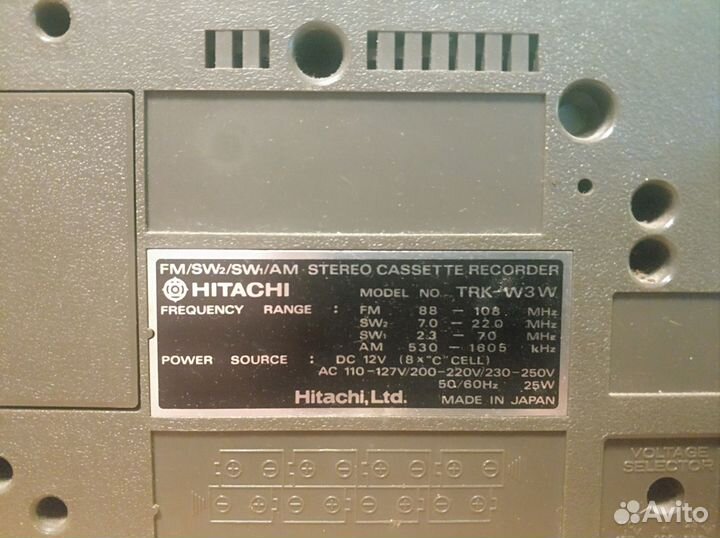 FM/SW₂/SW₁/AM STEREO CASSETTE RECORDER
HITACHI MODEL NO. TRK-W3W
FREQUENCY RANGE : FM 88 - 108 MHz
SW₂ 7.0 - 22.0 MHz
SW₁ 2.3 - 7.0 MHz
AM 530 - 1605 kHz
POWER SOURCE : DC 12V (8×"C" CELL)
AC 110-127V/200-220V/230-250V
50/60Hz 25W
Hitachi, Ltd. MADE IN JAPAN
VOLTAGE
SELECTOR
Avito